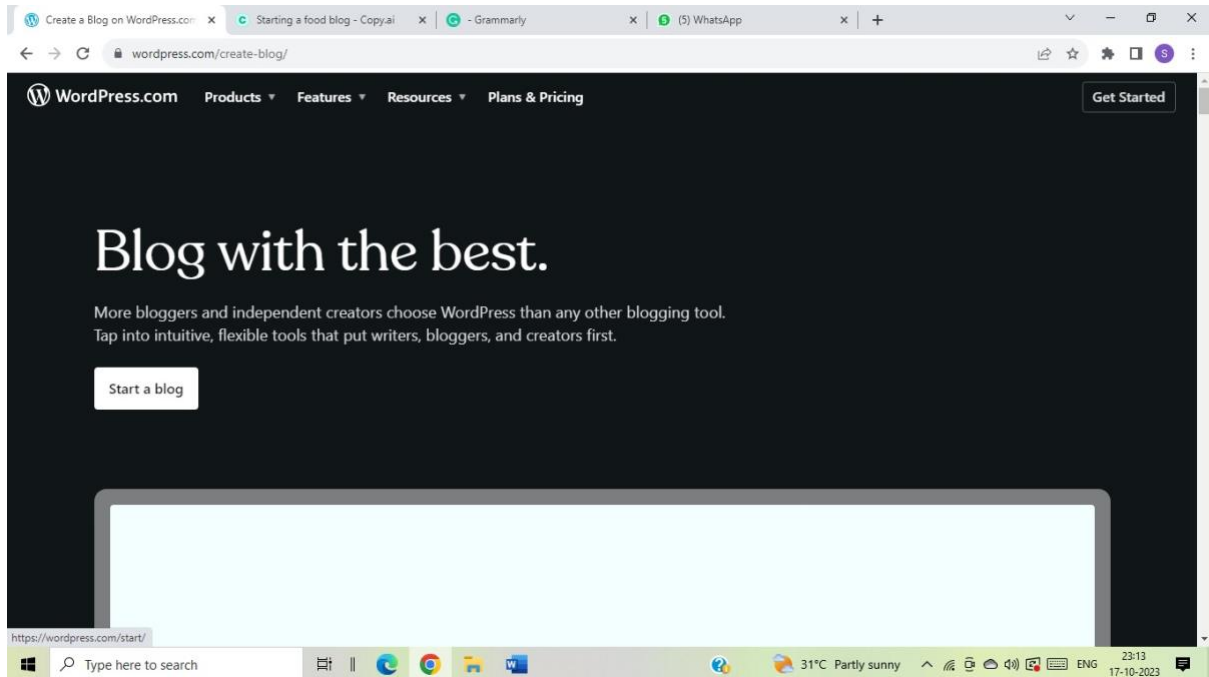 Create a Blog on WordPress.con
Starting a food blog - Copy.ai
- Grammarly
(5) WhatsApp
wordpress.com/create-blog/
S
WordPress.com Products Features Resources Plans & Pricing Get Started
Blog with the best.
More bloggers and independent creators choose WordPress than any other blogging tool.
Tap into intuitive, flexible tools that put writers, bloggers, and creators first.
Start a blog
https://wordpress.com/start/
Type here to search
31°C Partly sunny
ENG
23:13
17-10-2023